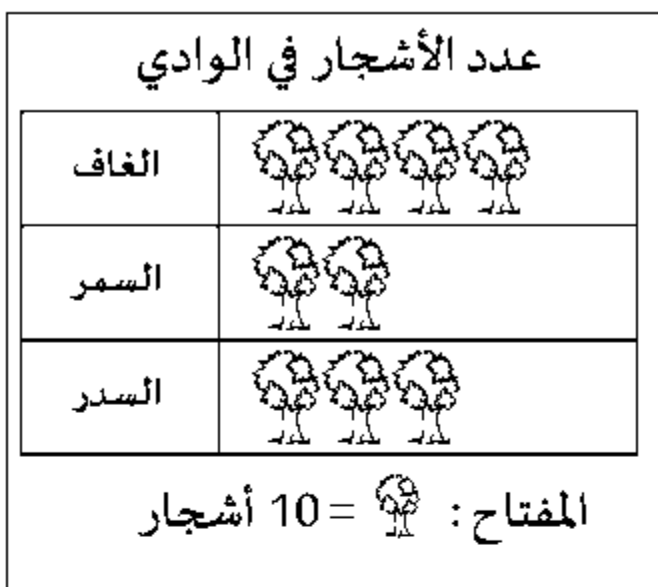 عدد الأشجار في الوادي
الغاف
السمر
السدر
المفتاح : = 10 أشجار